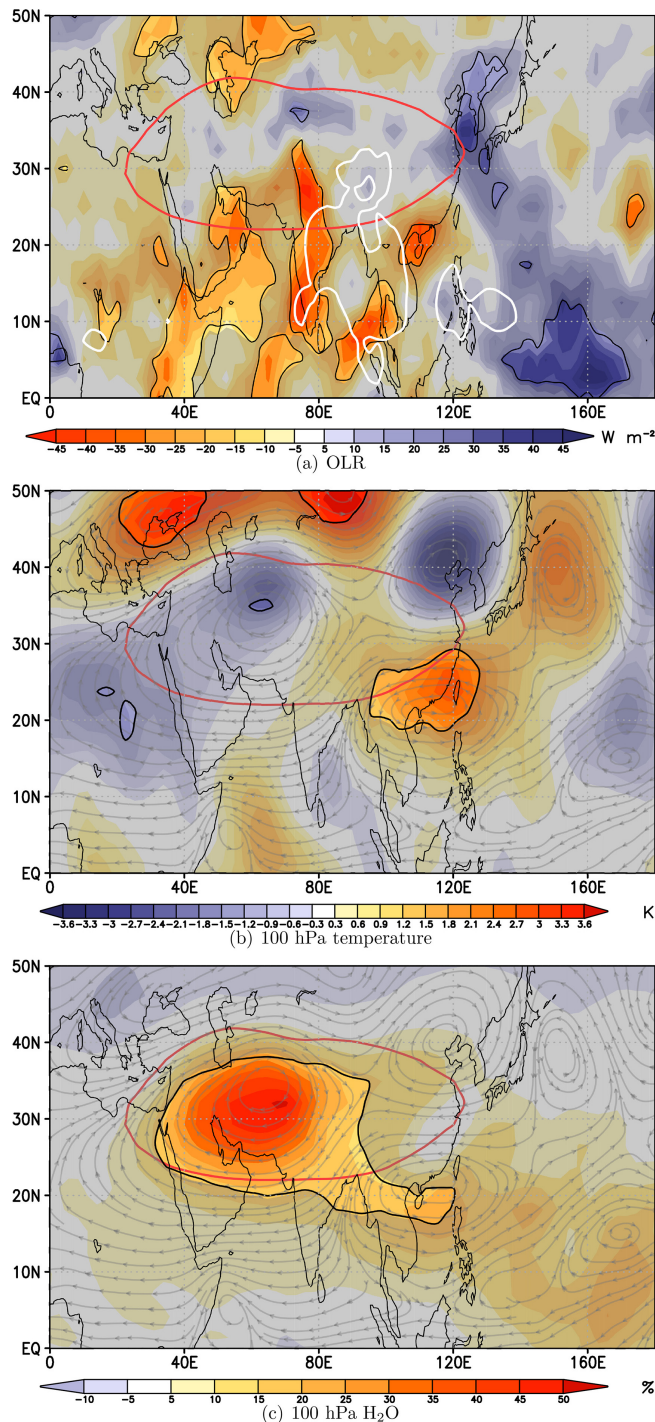 50N
40N
30N
20N
10N
EQ
0 40E 80E 120E 160E
-45 -40 -35 -30 -25 -20 -15 -10 -5 5 10 15 20 25 30 35 40 45 W m⁻²
(a) OLR
50N
40N
30N
20N
10N
EQ
0 40E 80E 120E 160E
-3.6 -3.3 -3 -2.7 -2.4 -2.1 -1.8 -1.5 -1.2 -0.9 -0.6 -0.3 0.3 0.6 0.9 1.2 1.5 1.8 2.1 2.4 2.7 3 3.3 3.6 K
(b) 100 hPa temperature
50N
40N
30N
20N
10N
EQ
0 40E 80E 120E 160E
-10 -5 5 10 15 20 25 30 35 40 45 50 %
(c) 100 hPa H₂O